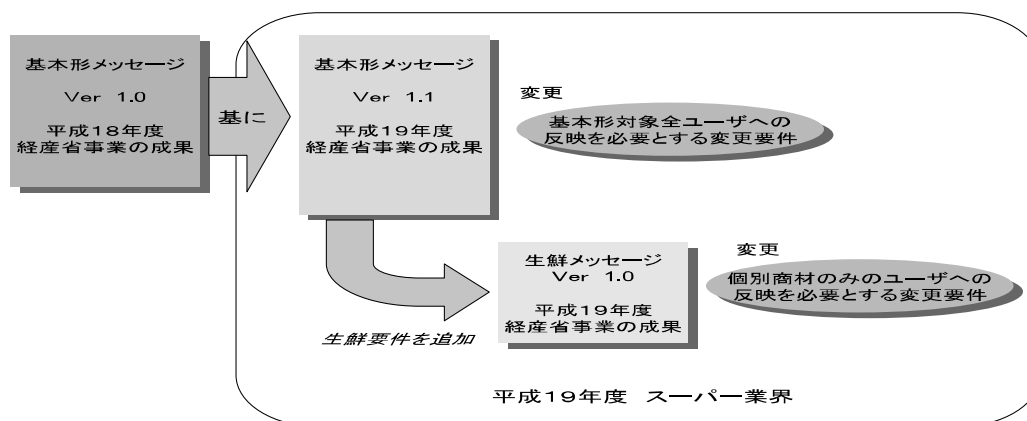 基本形メッセージ
Ver 1.0
平成18年度
経産省事業の成果
基に
基本形メッセージ
Ver 1.1
平成19年度
経産省事業の成果
変更
基本形対象全ユーザへの
反映を必要とする変更要件
生鮮要件を追加
生鮮メッセージ
Ver 1.0
平成19年度
経産省事業の成果
変更
個別商材のみのユーザへの
反映を必要とする変更要件
平成19年度 スーパー業界